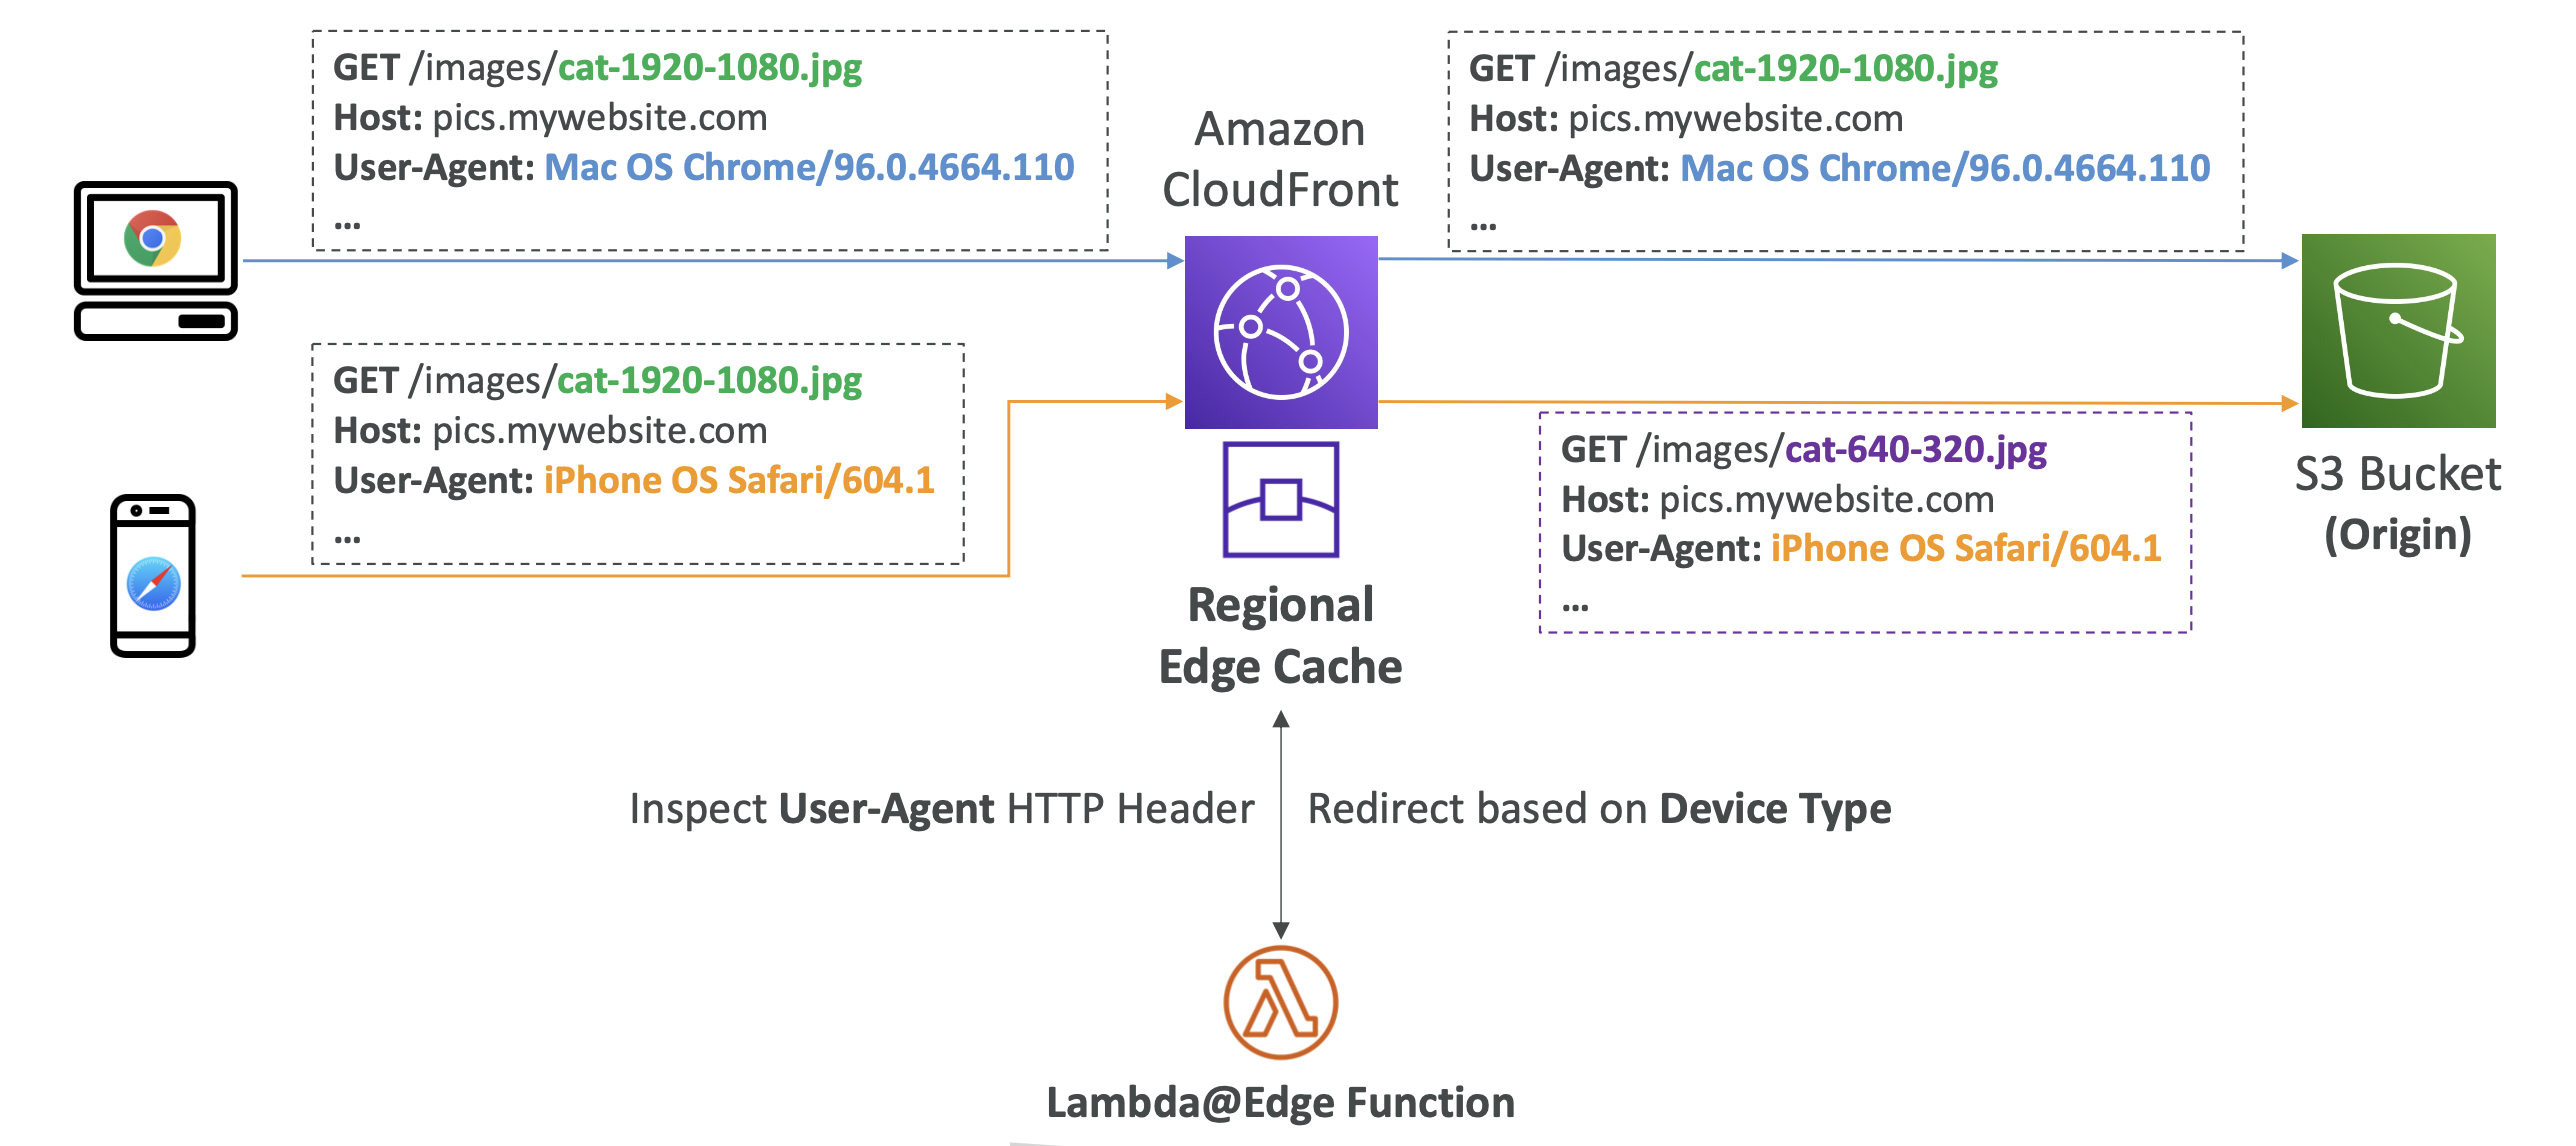 GET /images/cat-1920-1080.jpg
Host: pics.mywebsite.com
User-Agent: Mac OS Chrome/96.0.4664.110
...
Amazon
CloudFront
GET /images/cat-1920-1080.jpg
Host: pics.mywebsite.com
User-Agent: Mac OS Chrome/96.0.4664.110
...
GET /images/cat-1920-1080.jpg
Host: pics.mywebsite.com
User-Agent: iPhone OS Safari/604.1
...
GET /images/cat-640-320.jpg
Host: pics.mywebsite.com
User-Agent: iPhone OS Safari/604.1
...
S3 Bucket
(Origin)
Regional
Edge Cache
Inspect User-Agent HTTP Header
Redirect based on Device Type
Lambda@Edge Function